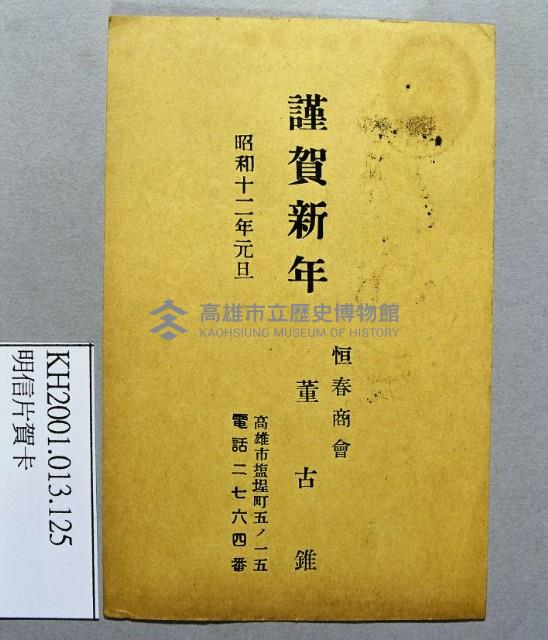 謹賀新年
昭和十二年元旦
恒春商會
董古錐
高雄市塩埕町五ノ一五
電話二七六四番
高雄市立歷史博物館
KAOHSIUNG MUSEUM OF HISTORY
KH2001.013.125
明信片賀卡